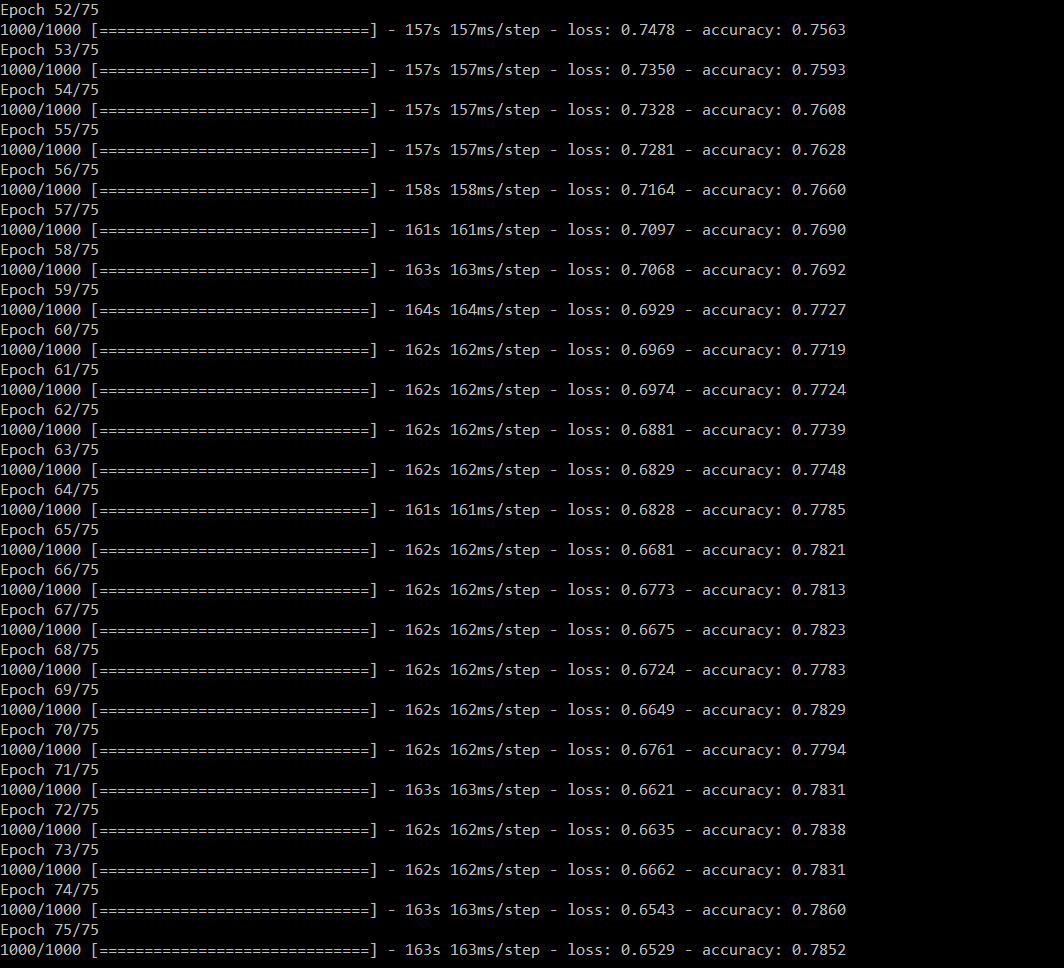 Epoch 52/75
1000/1000 [==============================] - 157s 157ms/step - loss: 0.7478 - accuracy: 0.7563
Epoch 53/75
1000/1000 [==============================] - 157s 157ms/step - loss: 0.7350 - accuracy: 0.7593
Epoch 54/75
1000/1000 [==============================] - 157s 157ms/step - loss: 0.7328 - accuracy: 0.7608
Epoch 55/75
1000/1000 [==============================] - 157s 157ms/step - loss: 0.7281 - accuracy: 0.7628
Epoch 56/75
1000/1000 [==============================] - 158s 158ms/step - loss: 0.7164 - accuracy: 0.7660
Epoch 57/75
1000/1000 [==============================] - 161s 161ms/step - loss: 0.7097 - accuracy: 0.7690
Epoch 58/75
1000/1000 [==============================] - 163s 163ms/step - loss: 0.7068 - accuracy: 0.7692
Epoch 59/75
1000/1000 [==============================] - 164s 164ms/step - loss: 0.6929 - accuracy: 0.7727
Epoch 60/75
1000/1000 [==============================] - 162s 162ms/step - loss: 0.6969 - accuracy: 0.7719
Epoch 61/75
1000/1000 [==============================] - 162s 162ms/step - loss: 0.6974 - accuracy: 0.7724
Epoch 62/75
1000/1000 [==============================] - 162s 162ms/step - loss: 0.6881 - accuracy: 0.7739
Epoch 63/75
1000/1000 [==============================] - 162s 162ms/step - loss: 0.6829 - accuracy: 0.7748
Epoch 64/75
1000/1000 [==============================] - 161s 161ms/step - loss: 0.6828 - accuracy: 0.7785
Epoch 65/75
1000/1000 [==============================] - 162s 162ms/step - loss: 0.6681 - accuracy: 0.7821
Epoch 66/75
1000/1000 [==============================] - 162s 162ms/step - loss: 0.6773 - accuracy: 0.7813
Epoch 67/75
1000/1000 [==============================] - 162s 162ms/step - loss: 0.6675 - accuracy: 0.7823
Epoch 68/75
1000/1000 [==============================] - 162s 162ms/step - loss: 0.6724 - accuracy: 0.7783
Epoch 69/75
1000/1000 [==============================] - 162s 162ms/step - loss: 0.6649 - accuracy: 0.7829
Epoch 70/75
1000/1000 [==============================] - 162s 162ms/step - loss: 0.6761 - accuracy: 0.7794
Epoch 71/75
1000/1000 [==============================] - 163s 163ms/step - loss: 0.6621 - accuracy: 0.7831
Epoch 72/75
1000/1000 [==============================] - 162s 162ms/step - loss: 0.6635 - accuracy: 0.7838
Epoch 73/75
1000/1000 [==============================] - 162s 162ms/step - loss: 0.6662 - accuracy: 0.7831
Epoch 74/75
1000/1000 [==============================] - 163s 163ms/step - loss: 0.6543 - accuracy: 0.7860
Epoch 75/75
1000/1000 [==============================] - 163s 163ms/step - loss: 0.6529 - accuracy: 0.7852